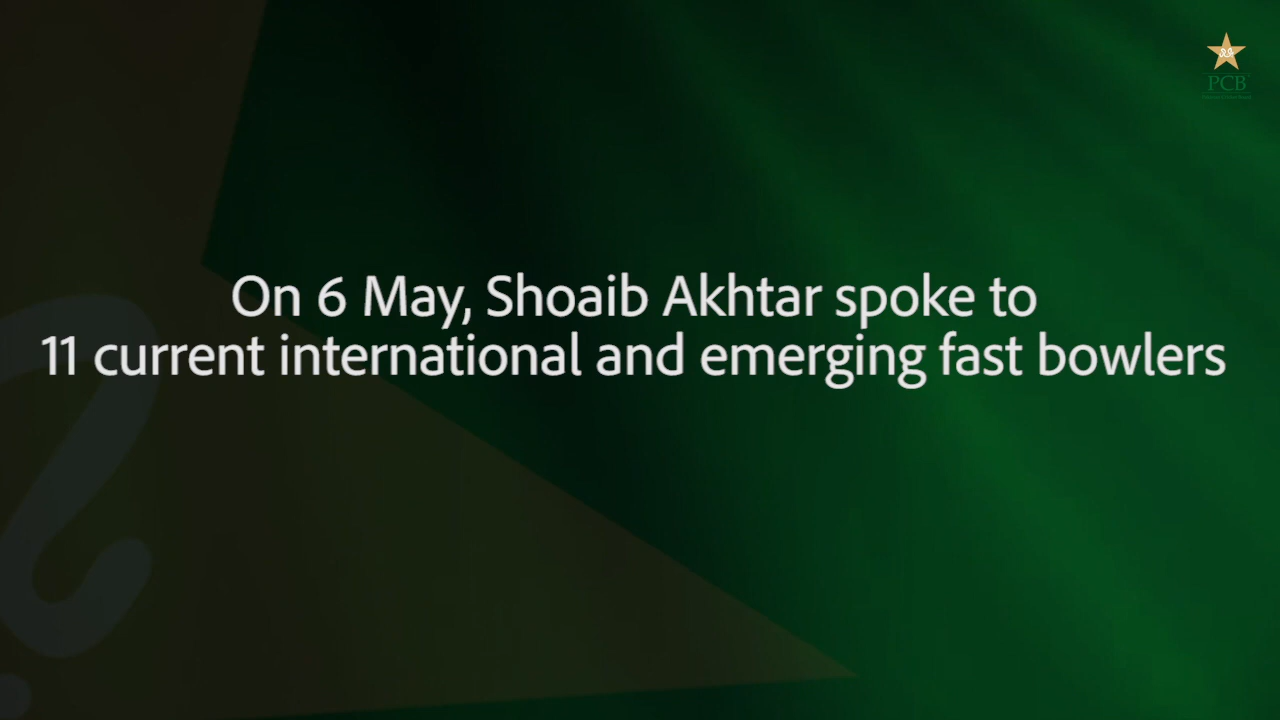 PCB
On 6 May, Shoaib Akhtar spoke to
11 current international and emerging fast bowlers